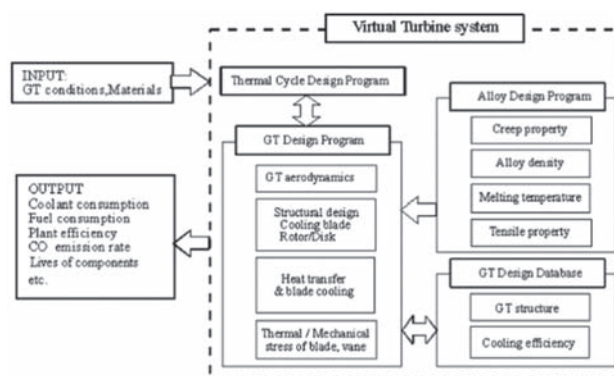 Virtual Turbine system
INPUT:
GT conditions,Materials
Thermal Cycle Design Program
GT Design Program
GT aerodynamics
Structural design
Cooling blade
Rotor/Disk
Heat transfer
& blade cooling
Thermal / Mechanical
stress of blade, vane
Alloy Design Program
Creep property
Alloy density
Melting temperature
Tensile property
GT Design Database
GT structure
Cooling efficiency
OUTPUT
Coolant consumption
Fuel consumption
Plant efficiency
CO emission rate
Lives of components
etc.